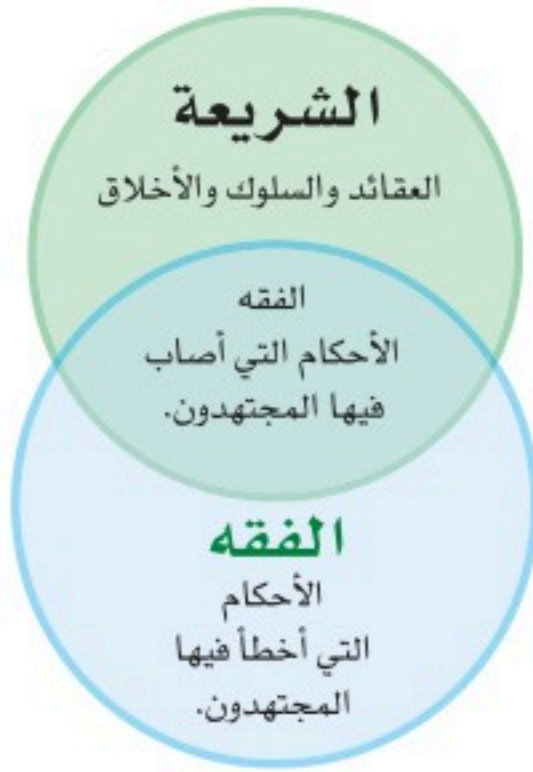 الشريعة
العقائد والسلوك والأخلاق
الفقه
الأحكام التي أصاب
فيها المجتهدون.
الفقه
الأحكام
التي أخطأ فيها
المجتهدون.